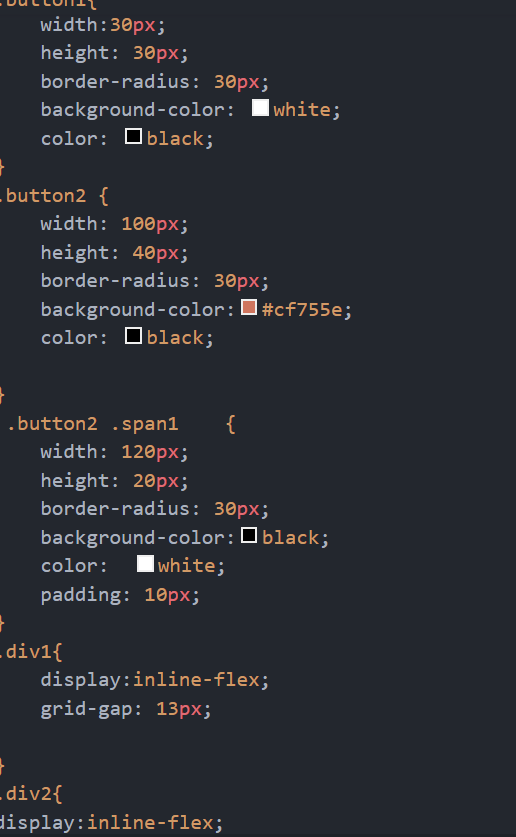 .button1{
width:30px;
height: 30px;
border-radius: 30px;
background-color: white;
color: black;
}
.button2 {
width: 100px;
height: 40px;
border-radius: 30px;
background-color: #cf755e;
color: black;
}
.button2 .span1 {
width: 120px;
height: 20px;
border-radius: 30px;
background-color: black;
color: white;
padding: 10px;
}
.div1{
display:inline-flex;
grid-gap: 13px;
}
.div2{
display:inline-flex;